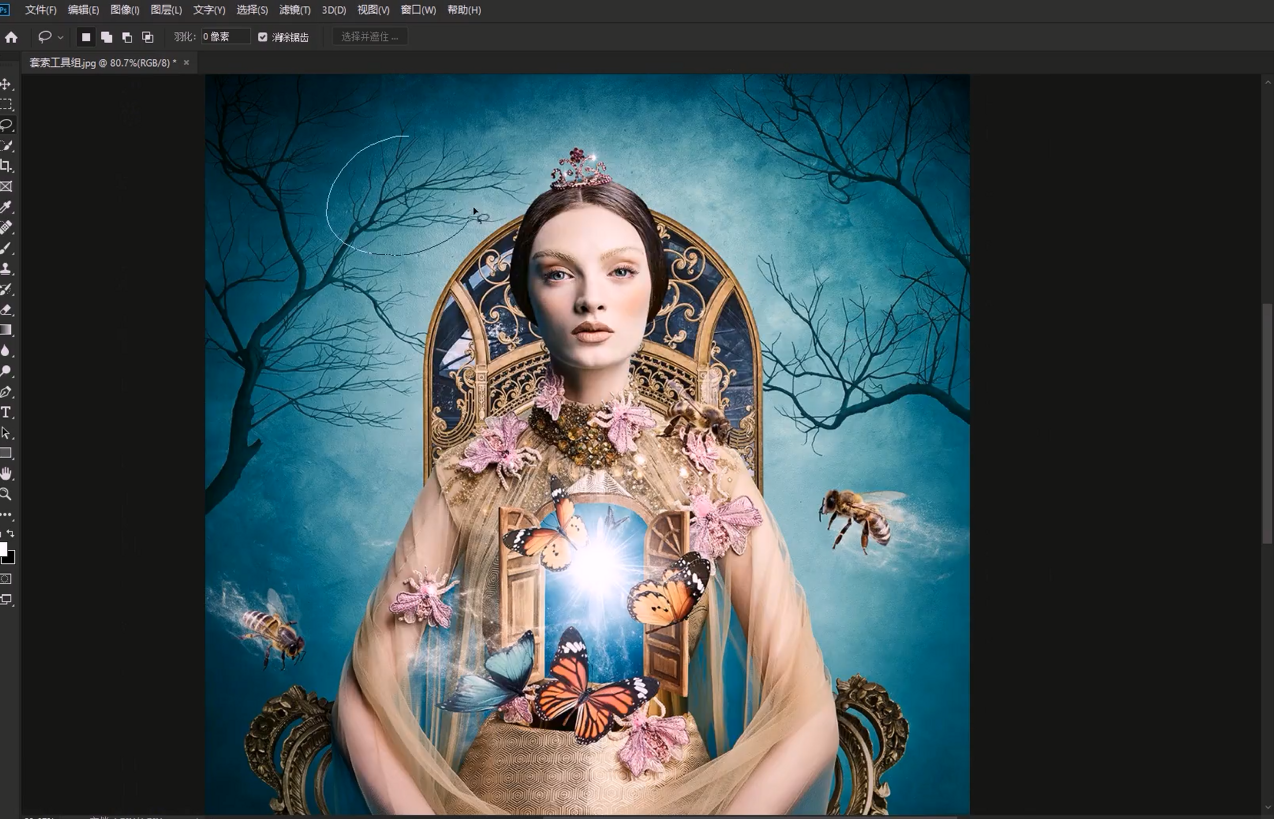 Ps 文件(F) 编辑(E) 图像(I) 图层(L) 文字(Y) 选择(S) 滤镜(T) 3D(D) 视图(V) 窗口(W) 帮助(H)
羽化: 0 像素 消除锯齿 选择并遮住 ...
套索工具组.jpg @ 80.7%(RGB/8) * ×